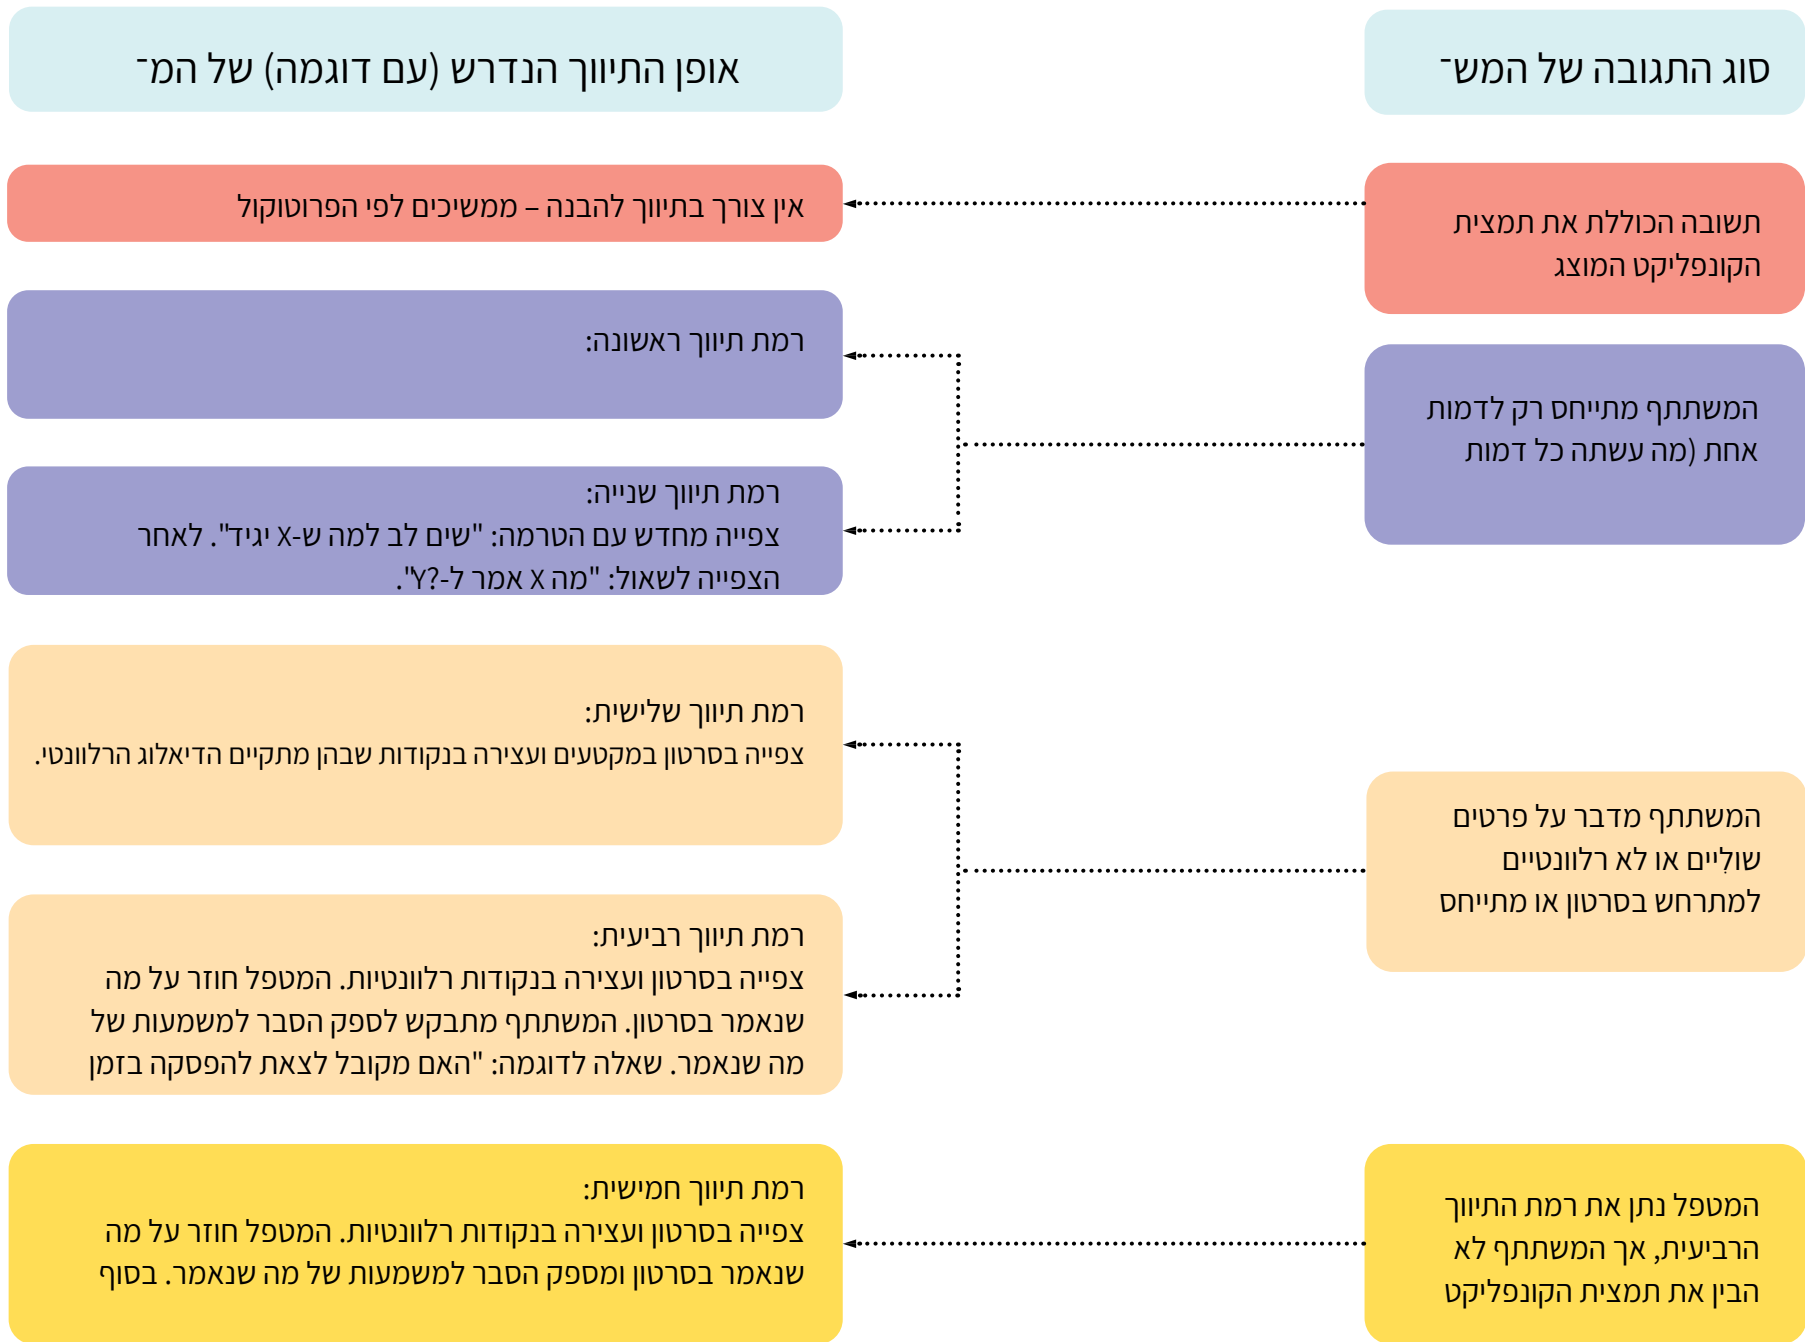 סוג התגובה של המש־
אופן התיווך הנדרש (עם דוגמה) של המ־
תשובה הכוללת את תמצית
הקונפליקט המוצג
אין צורך בתיווך להבנה – ממשיכים לפי הפרוטוקול
המשתתף מתייחס רק לדמות
אחת (מה עשתה כל דמות
רמת תיווך ראשונה:
רמת תיווך שנייה:
צפייה מחדש עם הטרמה: "שים לב למה ש-X יגיד". לאחר
הצפייה לשאול: "מה X אמר ל-?Y".
המשתתף מדבר על פרטים
שולִיים או לא רלוונטיים
למתרחש בסרטון או מתייחס
רמת תיווך שלישית:
צפייה בסרטון במקטעים ועצירה בנקודות שבהן מתקיים הדיאלוג הרלוונטי.
רמת תיווך רביעית:
צפייה בסרטון ועצירה בנקודות רלוונטיות. המטפל חוזר על מה
שנאמר בסרטון. המשתתף מתבקש לספק הסבר למשמעות של
מה שנאמר. שאלה לדוגמה: "האם מקובל לצאת להפסקה בזמן
המטפל נתן את רמת התיווך
הרביעית, אך המשתתף לא
הבין את תמצית הקונפליקט
רמת תיווך חמישית:
צפייה בסרטון ועצירה בנקודות רלוונטיות. המטפל חוזר על מה
שנאמר בסרטון ומספק הסבר למשמעות של מה שנאמר. בסוף